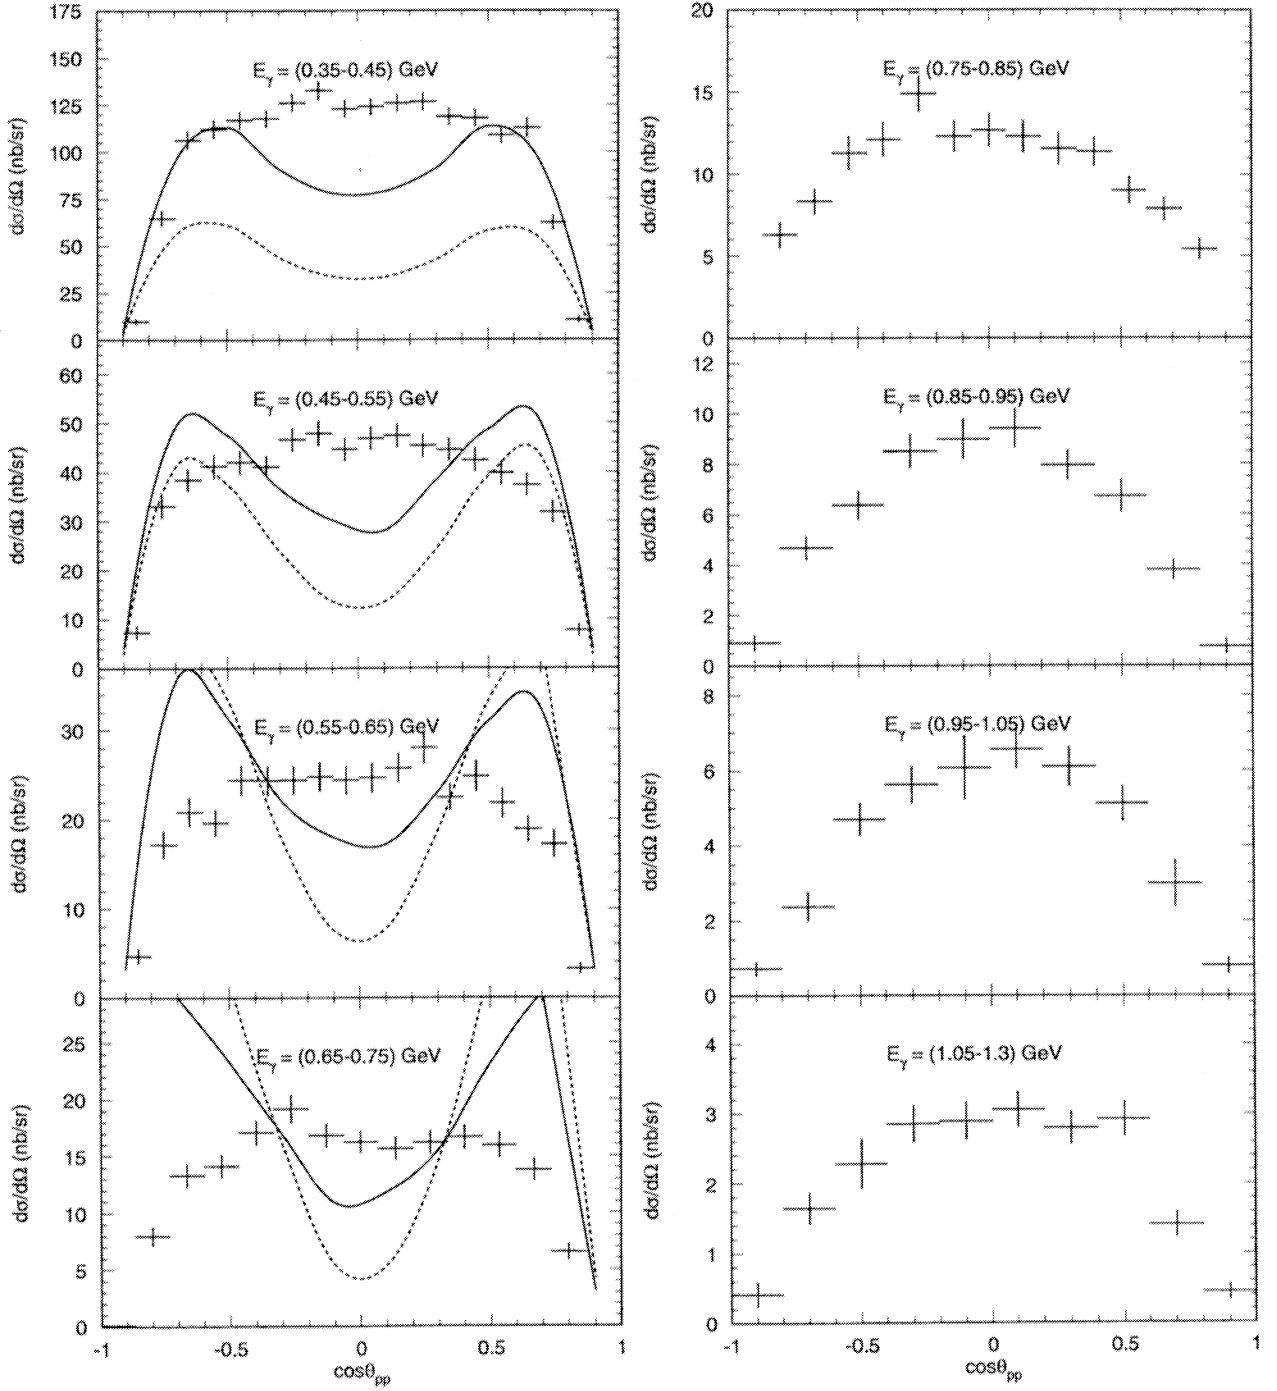 175
150
125
100
75
50
25
0
dσ/dΩ (nb/sr)
E_γ = (0.35-0.45) GeV
60
50
40
30
20
10
0
dσ/dΩ (nb/sr)
E_γ = (0.45-0.55) GeV
30
20
10
0
dσ/dΩ (nb/sr)
E_γ = (0.55-0.65) GeV
25
20
15
10
5
0
dσ/dΩ (nb/sr)
E_γ = (0.65-0.75) GeV
-1 -0.5 0 0.5 1
cosθ_pp
20
15
10
5
0
dσ/dΩ (nb/sr)
E_γ = (0.75-0.85) GeV
12
10
8
6
4
2
0
dσ/dΩ (nb/sr)
E_γ = (0.85-0.95) GeV
8
6
4
2
0
dσ/dΩ (nb/sr)
E_γ = (0.95-1.05) GeV
4
3
2
1
0
dσ/dΩ (nb/sr)
E_γ = (1.05-1.3) GeV
-1 -0.5 0 0.5 1
cosθ_pp